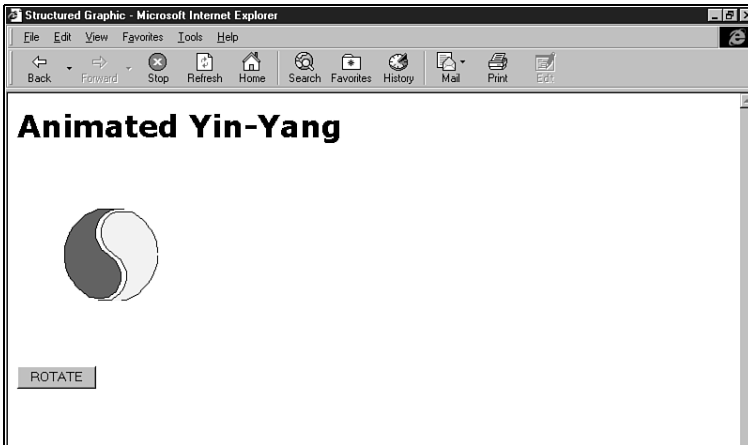 Structured Graphic - Microsoft Internet Explorer
File Edit View Favorites Tools Help
Back Forward Stop Refresh Home Search Favorites History Mail Print Edit
Animated Yin-Yang
ROTATE